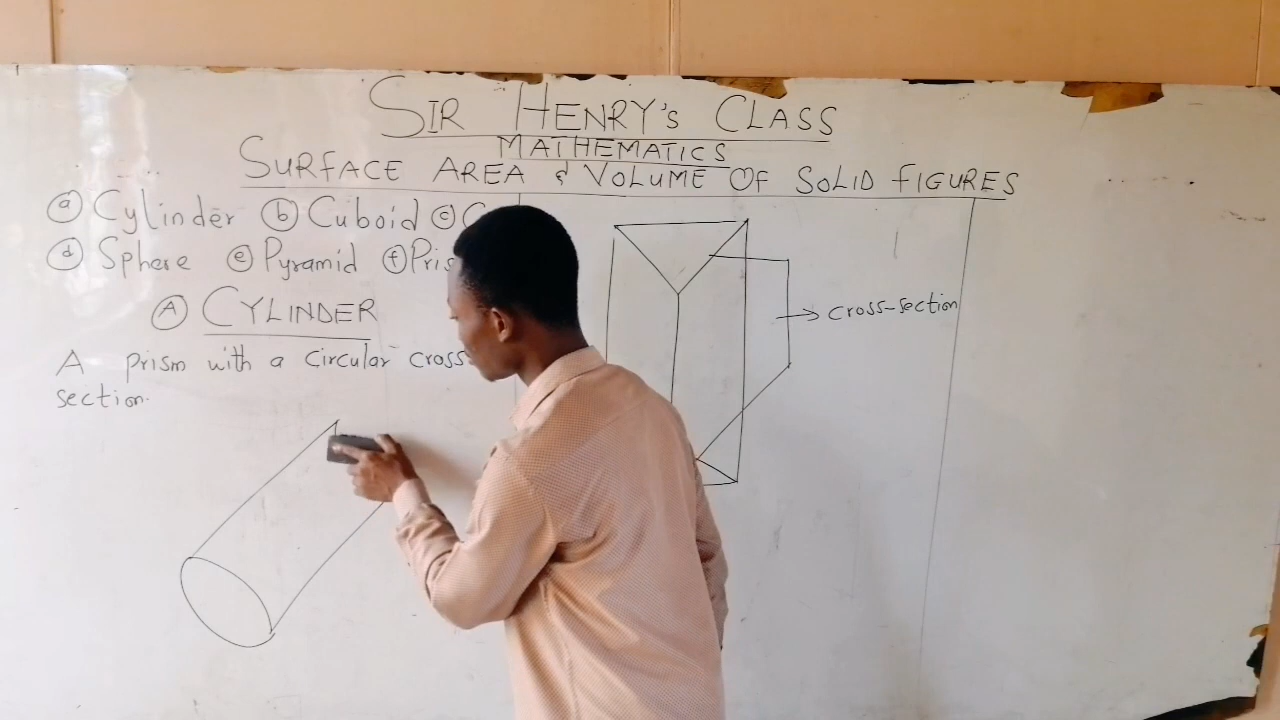 SIR HENRY'S CLASS
MATHEMATICS
SURFACE AREA & VOLUME OF SOLID FIGURES
(a) Cylinder (b) Cuboid (c)
(d) Sphere (e) Pyramid (f)
(A) CYLINDER
A prism with a circular cross
section.
→ cross-section